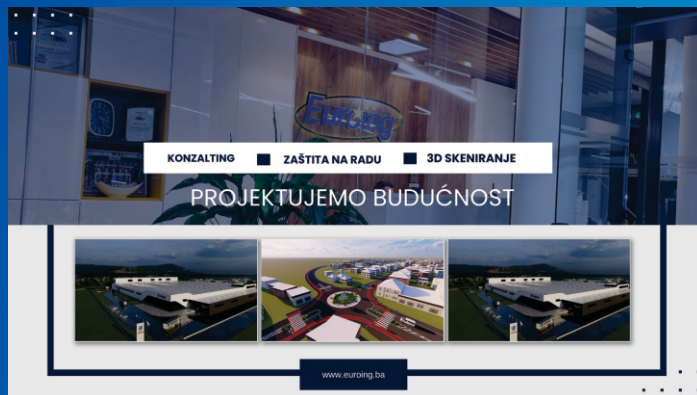 Euroing
KONZALTING ZAŠTITA NA RADU 3D SKENIRANJE
PROJEKTUJEMO BUDUĆNOST
www.euroing.ba